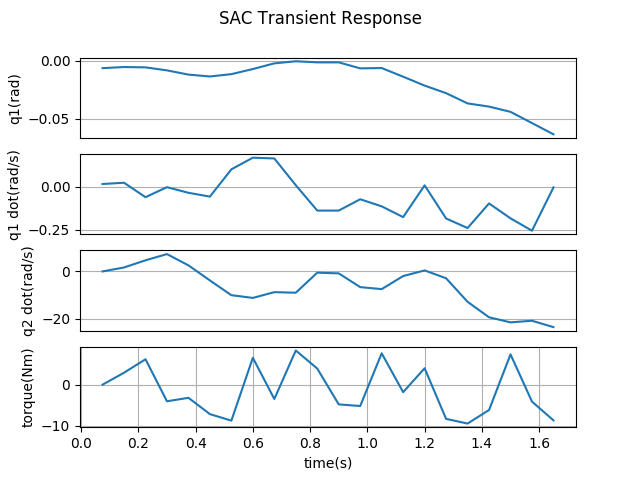 SAC Transient Response
q1(rad)
0.00
−0.05
q1 dot(rad/s)
0.00
−0.25
q2 dot(rad/s)
0
−20
torque(Nm)
0
−10
0.0 0.2 0.4 0.6 0.8 1.0 1.2 1.4 1.6
time(s)